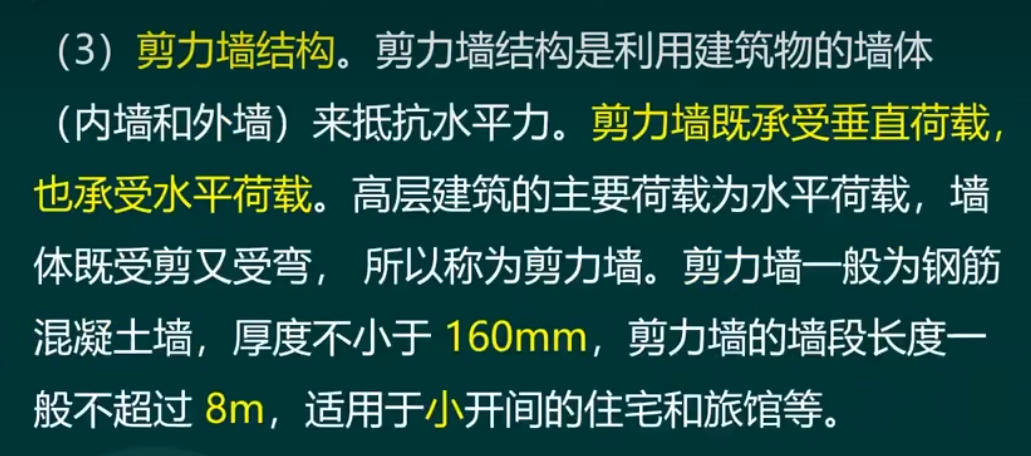 （3）剪力墙结构。剪力墙结构是利用建筑物的墙体
（内墙和外墙）来抵抗水平力。剪力墙既承受垂直荷载，
也承受水平荷载。高层建筑的主要荷载为水平荷载，墙
体既受剪又受弯， 所以称为剪力墙。剪力墙一般为钢筋
混凝土墙，厚度不小于 160mm，剪力墙的墙段长度一
般不超过 8m，适用于小开间的住宅和旅馆等。